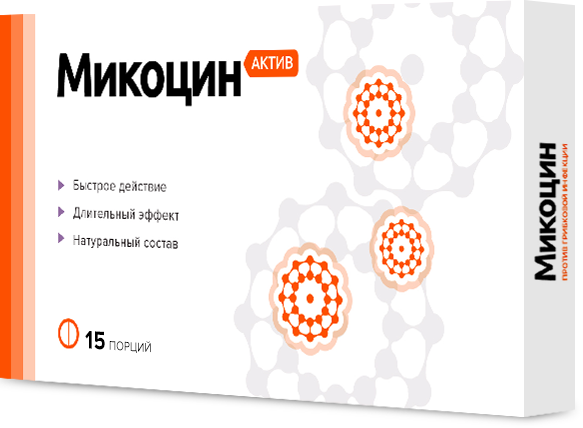 Микоцин
АКТИВ
Быстрое действие
Длительный эффект
Натуральный состав
15 порций
Микоцин
ПРОТИВ ГРИБКОВОЙ ИНФЕКЦИИ